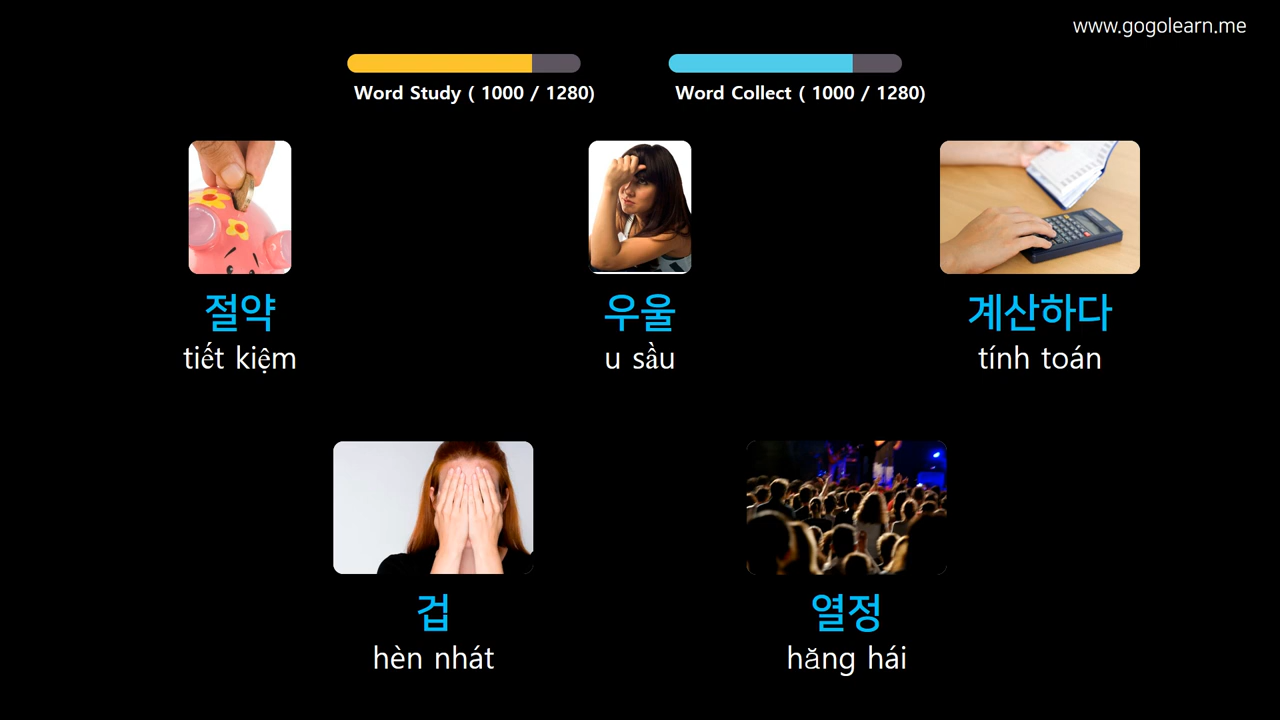 www.gogolearn.me
Word Study ( 1000 / 1280)
Word Collect ( 1000 / 1280)
절약
tiết kiệm
우울
u sầu
계산하다
tính toán
겁
hèn nhát
열정
hăng hái